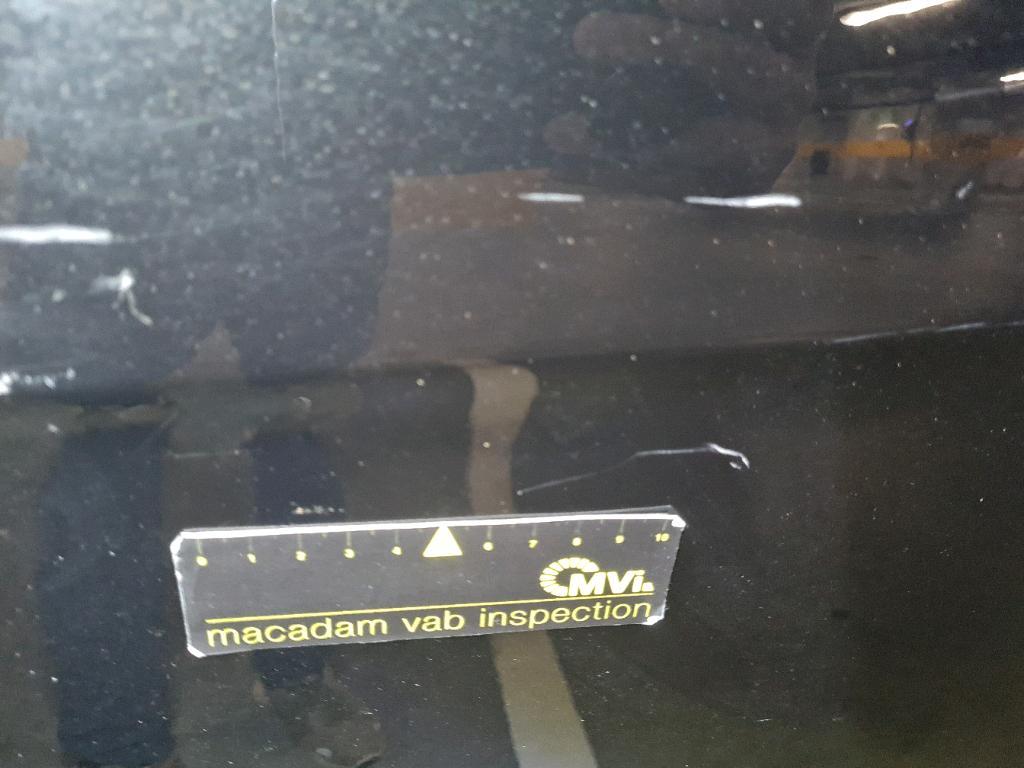 0 1 2 3 4 6 7 8 9 10
MVi
macadam vab inspection